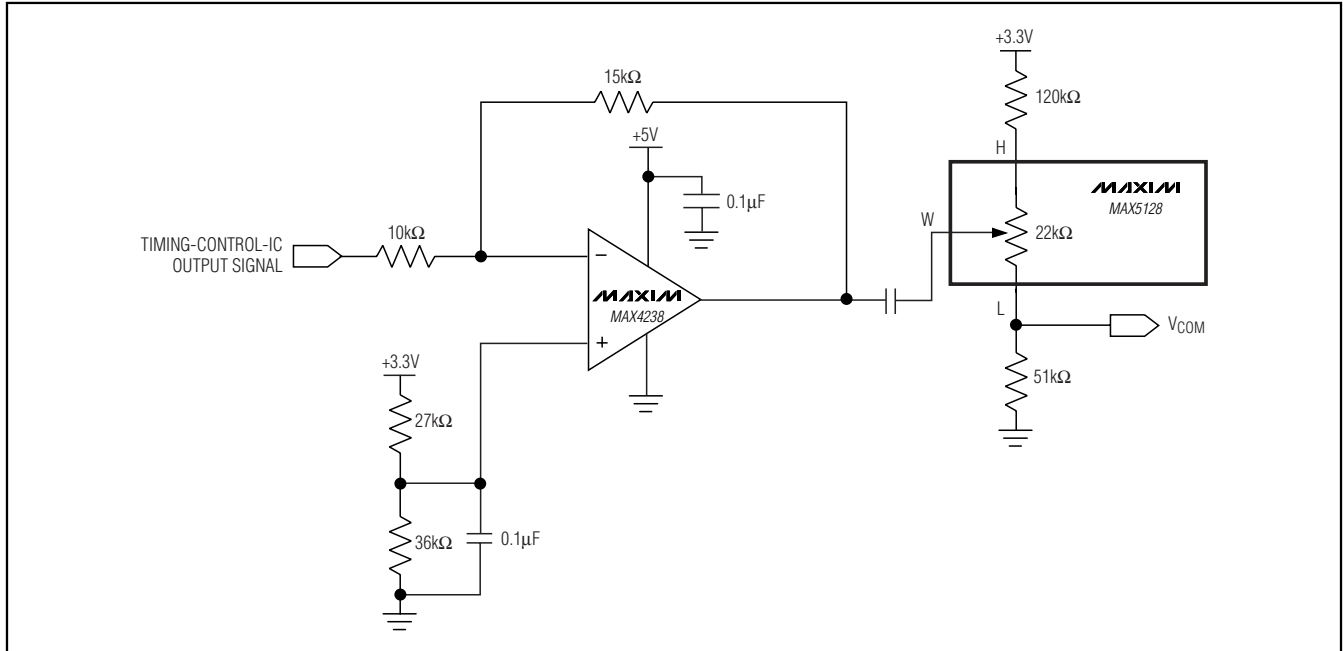 +3.3V
15kΩ
120kΩ
+5V
H
MAXIM
MAX5128
0.1µF
W
22kΩ
TIMING-CONTROL-IC
OUTPUT SIGNAL
10kΩ
−
MAXIM
MAX4238
+
L
VCOM
51kΩ
+3.3V
27kΩ
36kΩ
0.1µF